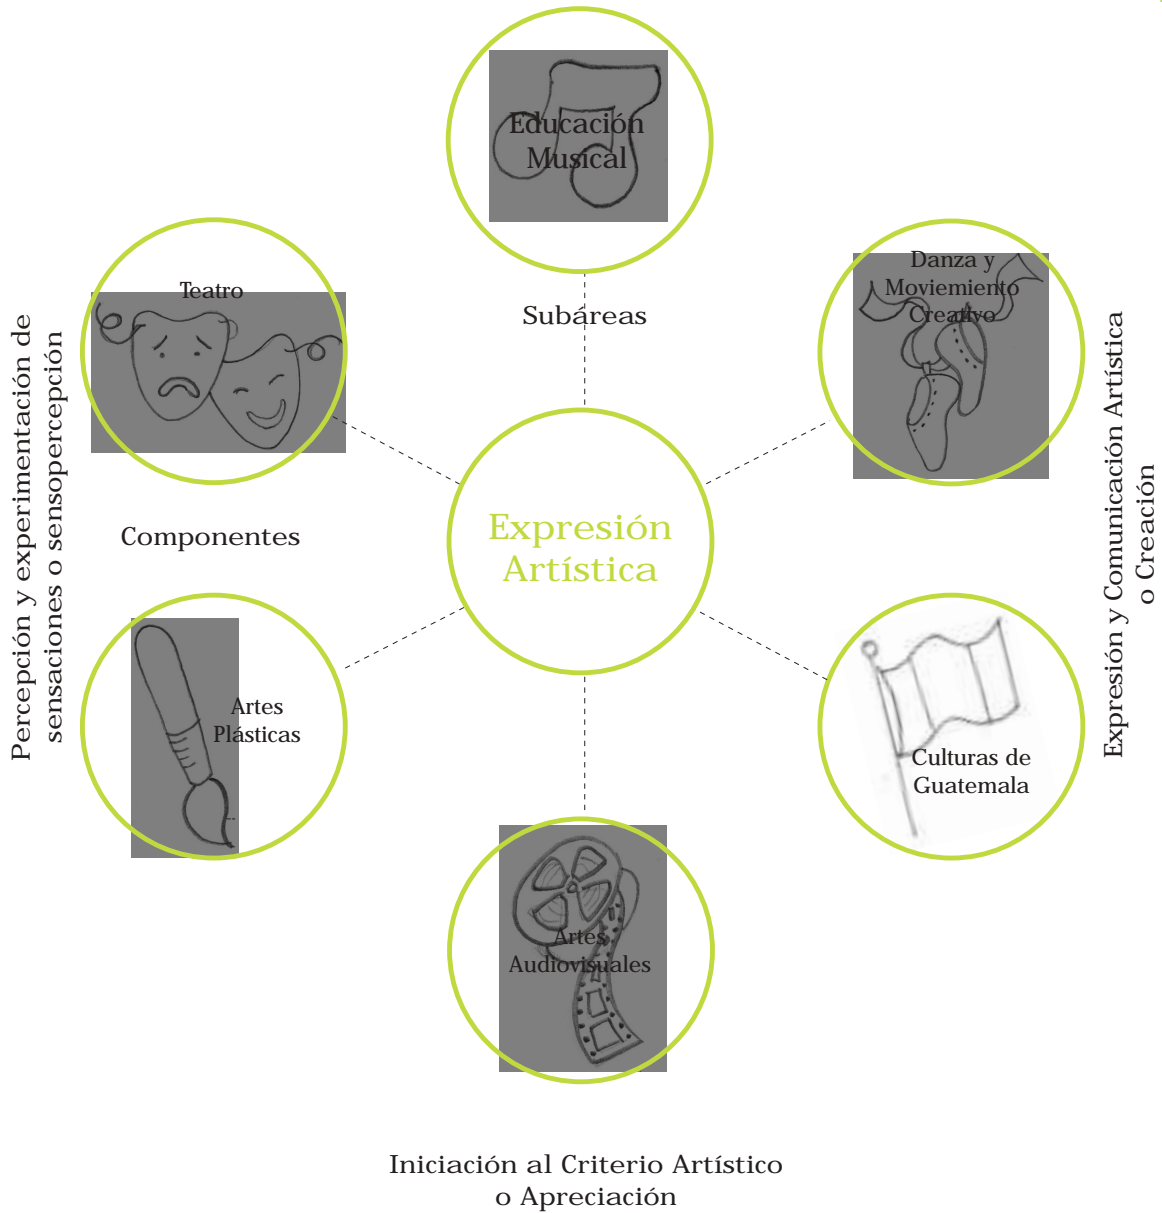 Educación
Musical
Danza y
Moviemiento
Creativo
Teatro
Subáreas
Percepción y experimentación de
sensaciones o sensopercepción
Expresión y Comunicación Artística
o Creación
Componentes
Expresión
Artística
Artes
Plásticas
Culturas de
Guatemala
Artes
Audiovisuales
Iniciación al Criterio Artístico
o Apreciación